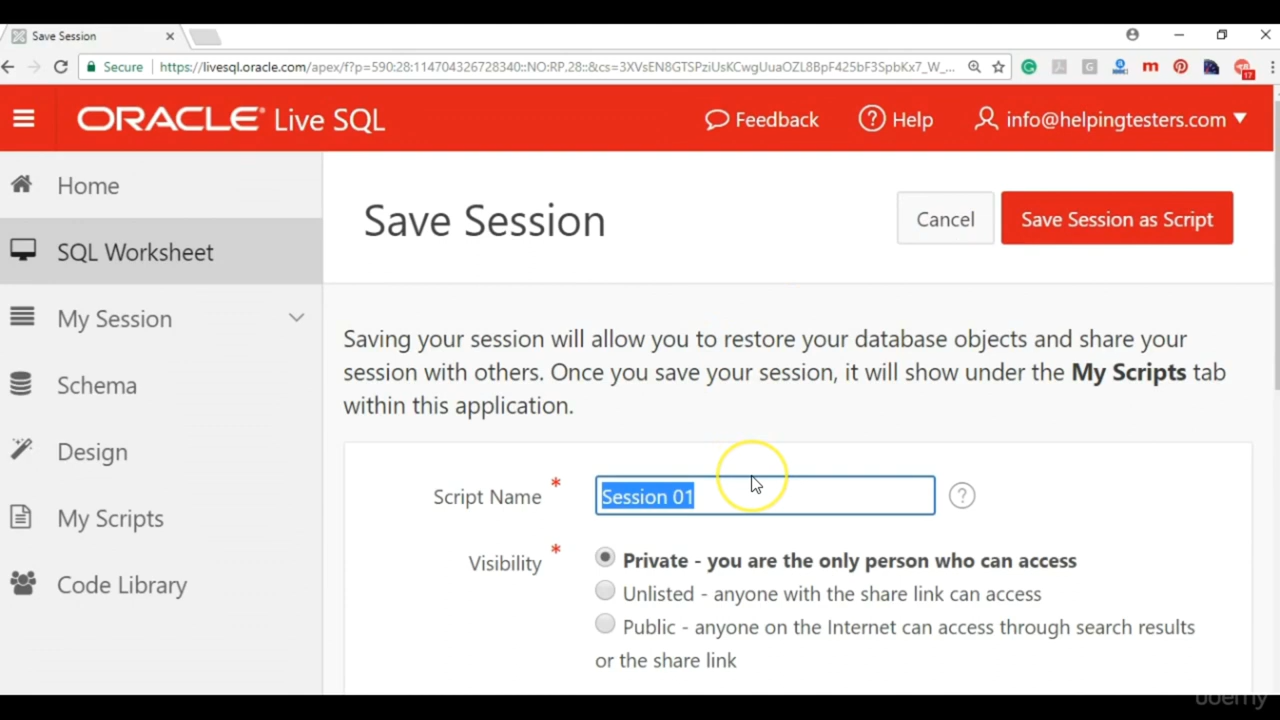 Save Session
Secure
https://livesql.oracle.com/apex/f?p=590:28:114704326728340::NO:RP,28::&cs=3XVsEN8GTSPziUsKCwgUuaOZL8BpF425bF3SpbKx7_W_...
17
ORACLE® Live SQL
Feedback
Help
info@helpingtesters.com
Home
SQL Worksheet
My Session
Schema
Design
My Scripts
Code Library
Save Session
Cancel
Save Session as Script
Saving your session will allow you to restore your database objects and share your
session with others. Once you save your session, it will show under the My Scripts tab
within this application.
Script Name *
Session 01
?
Visibility *
Private - you are the only person who can access
Unlisted - anyone with the share link can access
Public - anyone on the Internet can access through search results
or the share link
udemy